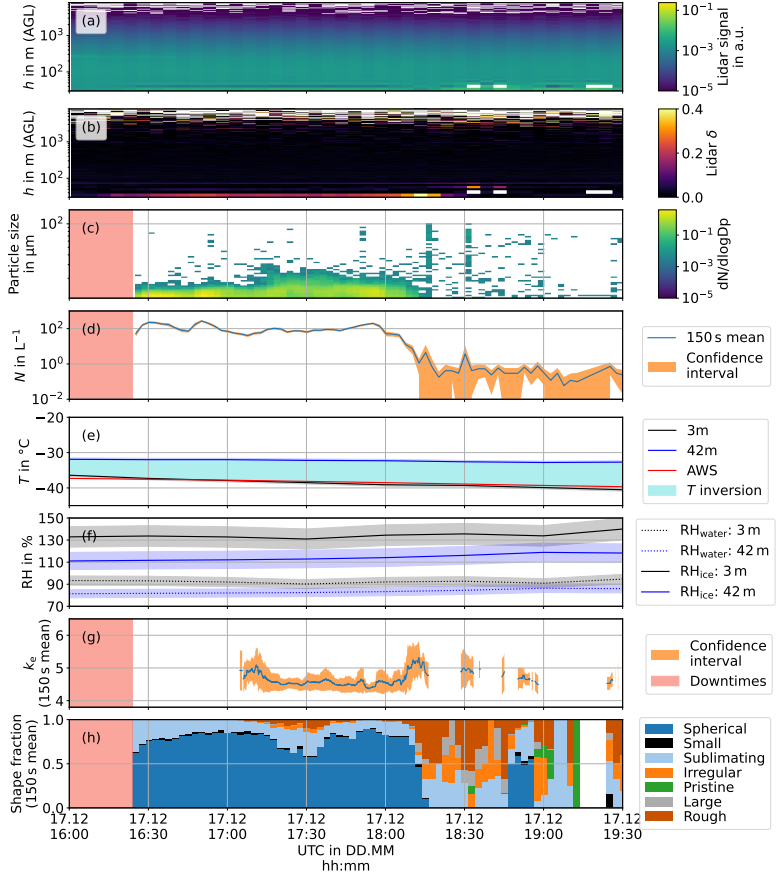 (a)
h in m (AGL)
10³
10²
10⁻¹
10⁻³
10⁻⁵
Lidar signal
in a.u.
(b)
h in m (AGL)
10³
10²
0.4
0.2
0.0
Lidar δ
(c)
Particle size
in µm
10²
10⁻¹
10⁻³
10⁻⁵
dN/dlogDp
(d)
N in L⁻¹
10²
10⁰
10⁻²
150 s mean
Confidence
interval
(e)
T in °C
−20
−30
−40
3m
42m
AWS
T inversion
(f)
RH in %
150
130
110
90
70
RHwater: 3 m
RHwater: 42 m
RHice: 3 m
RHice: 42 m
(g)
kₑ
(150 s mean)
6
5
4
Confidence
interval
Downtimes
(h)
Shape fraction
(150 s mean)
1.0
0.5
0.0
Spherical
Small
Sublimating
Irregular
Pristine
Large
Rough
17.12 17.12 17.12 17.12 17.12 17.12 17.12 17.12
16:00 16:30 17:00 17:30 18:00 18:30 19:00 19:30
UTC in DD.MM
hh:mm